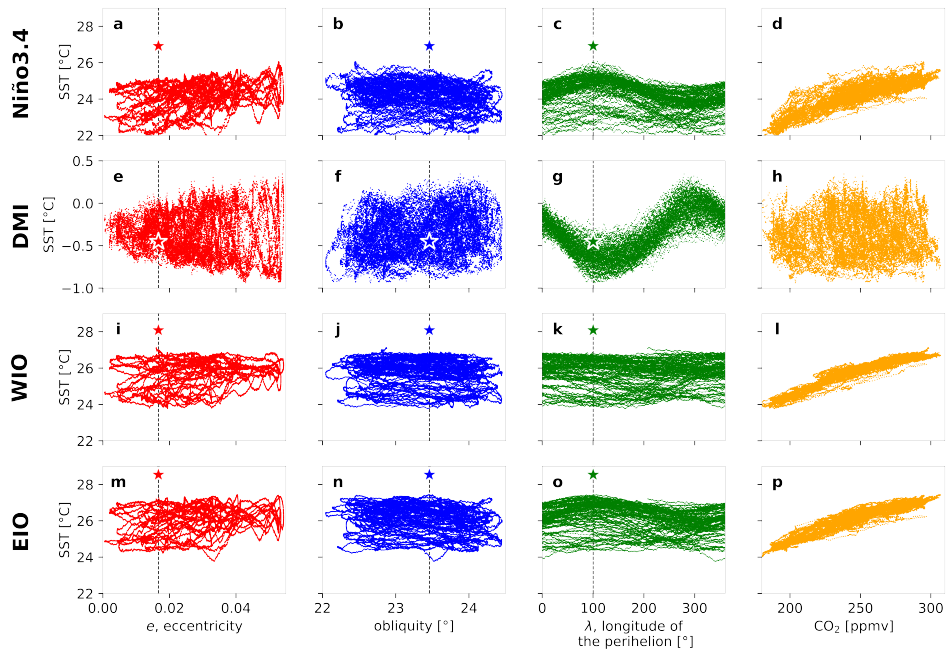 Niño3.4
SST [°C]
28
26
24
22
a
b
c
d
DMI
SST [°C]
0.5
0.0
−0.5
−1.0
e
f
g
h
WIO
SST [°C]
28
26
24
22
i
j
k
l
EIO
SST [°C]
28
26
24
22
m
n
o
p
0.00 0.02 0.04
22 23 24
0 100 200 300
200 250 300
e, eccentricity
obliquity [°]
λ, longitude of
the perihelion [°]
CO₂ [ppmv]